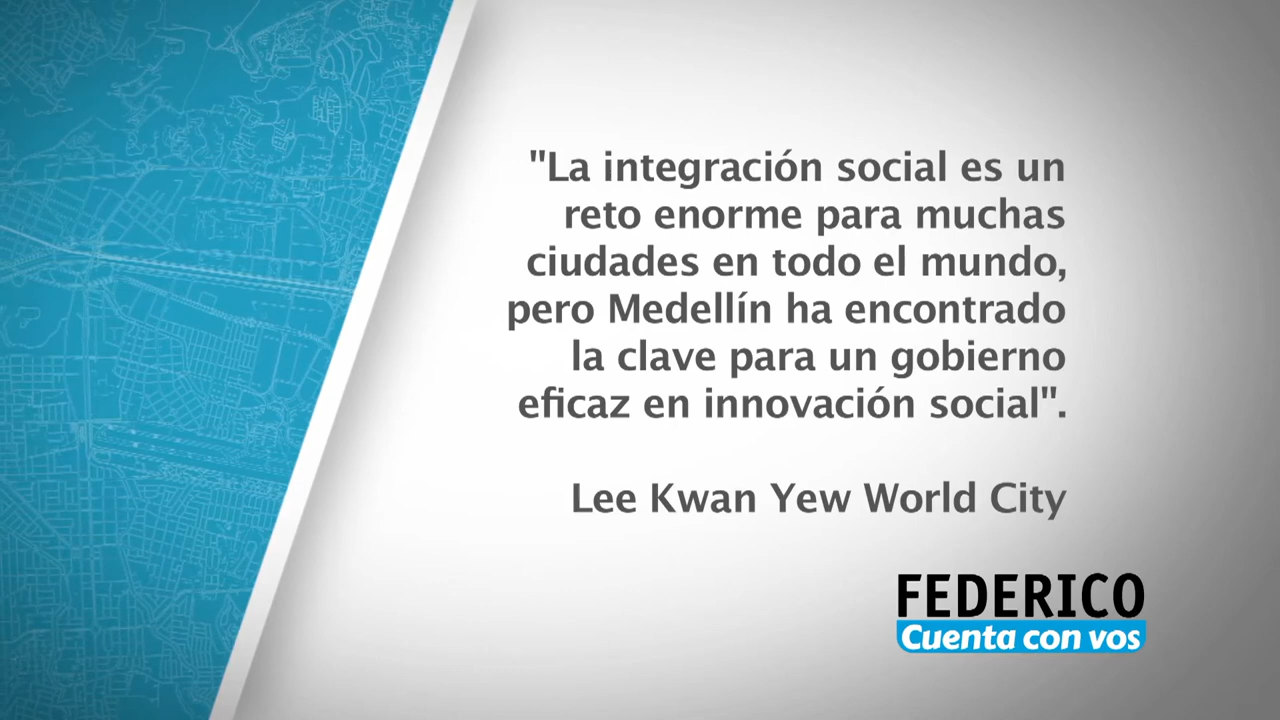 "La integración social es un
reto enorme para muchas
ciudades en todo el mundo,
pero Medellín ha encontrado
la clave para un gobierno
eficaz en innovación social".
Lee Kwan Yew World City
FEDERICO
Cuenta con vos